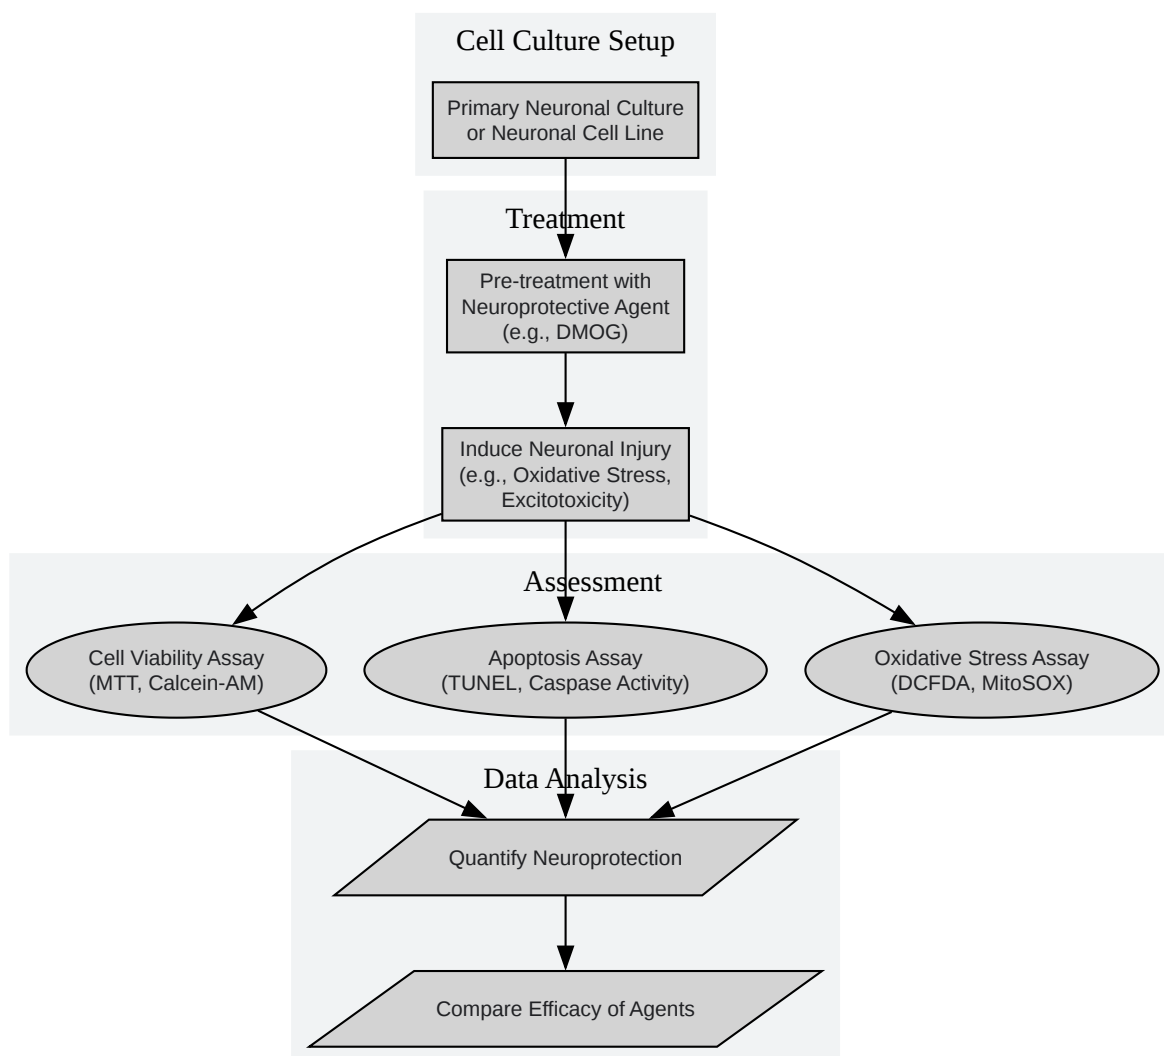 Cell Culture Setup
Primary Neuronal Culture
or Neuronal Cell Line
Treatment
Pre-treatment with
Neuroprotective Agent
(e.g., DMOG)
Induce Neuronal Injury
(e.g., Oxidative Stress,
Excitotoxicity)
Assessment
Cell Viability Assay
(MTT, Calcein-AM)
Apoptosis Assay
(TUNEL, Caspase Activity)
Oxidative Stress Assay
(DCFDA, MitoSOX)
Data Analysis
Quantify Neuroprotection
Compare Efficacy of Agents